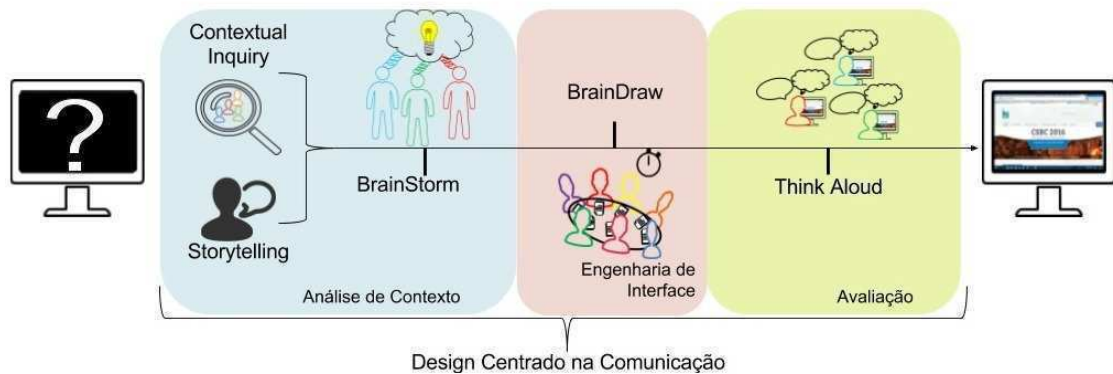 Contextual
Inquiry
?
BrainStorm
Storytelling
Análise de Contexto
BrainDraw
Engenharia de
Interface
Think Aloud
Avaliação
CSBC 2016
Design Centrado na Comunicação